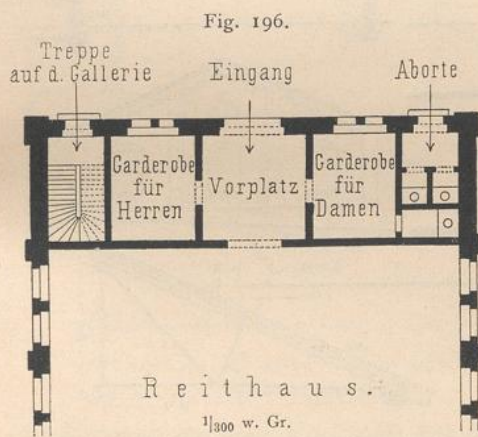 Fig. 196.
Treppe
auf d. Gallerie
Eingang
Aborte
Garderobe
für
Herren
Vorplatz
Garderobe
für
Damen
Reithaus.
1/300 w. Gr.